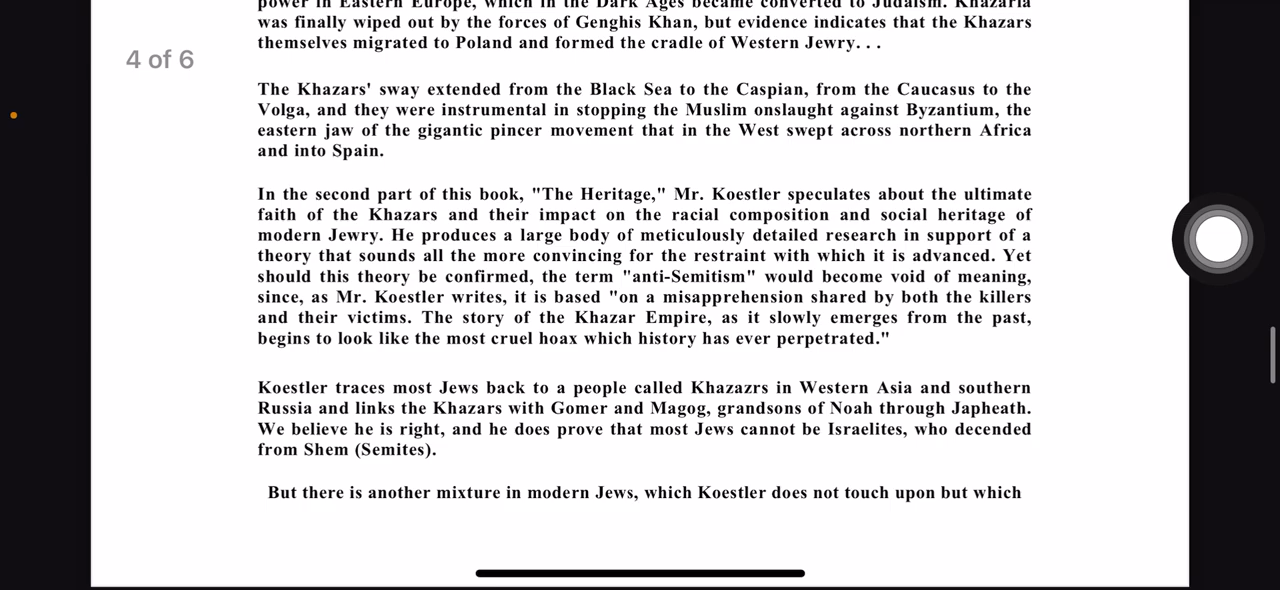 power in Eastern Europe, which in the Dark Ages became converted to Judaism. Khazaria
was finally wiped out by the forces of Genghis Khan, but evidence indicates that the Khazars
themselves migrated to Poland and formed the cradle of Western Jewry. . .
4 of 6
The Khazars' sway extended from the Black Sea to the Caspian, from the Caucasus to the
Volga, and they were instrumental in stopping the Muslim onslaught against Byzantium, the
eastern jaw of the gigantic pincer movement that in the West swept across northern Africa
and into Spain.
In the second part of this book, "The Heritage," Mr. Koestler speculates about the ultimate
faith of the Khazars and their impact on the racial composition and social heritage of
modern Jewry. He produces a large body of meticulously detailed research in support of a
theory that sounds all the more convincing for the restraint with which it is advanced. Yet
should this theory be confirmed, the term "anti-Semitism" would become void of meaning,
since, as Mr. Koestler writes, it is based "on a misapprehension shared by both the killers
and their victims. The story of the Khazar Empire, as it slowly emerges from the past,
begins to look like the most cruel hoax which history has ever perpetrated."
Koestler traces most Jews back to a people called Khazazrs in Western Asia and southern
Russia and links the Khazars with Gomer and Magog, grandsons of Noah through Japheath.
We believe he is right, and he does prove that most Jews cannot be Israelites, who decended
from Shem (Semites).
But there is another mixture in modern Jews, which Koestler does not touch upon but which